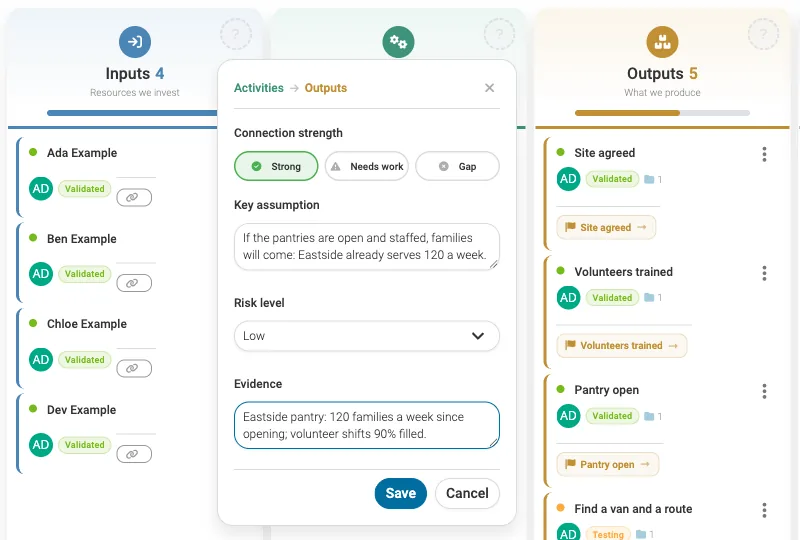 ?
Inputs 4
Resources we invest
Ada Example
AD
Validated
Ben Example
AD
Validated
Chloe Example
AD
Validated
Dev Example
AD
Validated
?
Activities → Outputs
Connection strength
Strong
Needs work
Gap
Key assumption
If the pantries are open and staffed, families
will come: Eastside already serves 120 a week.
Risk level
Low
Evidence
Eastside pantry: 120 families a week since
opening; volunteer shifts 90% filled.
Save
Cancel
?
Outputs 5
What we produce
Site agreed
AD
Validated
1
Site agreed →
Volunteers trained
AD
Validated
1
Volunteers trained →
Pantry open
AD
Validated
1
Pantry open →
Find a van and a route
AD
Testing
1